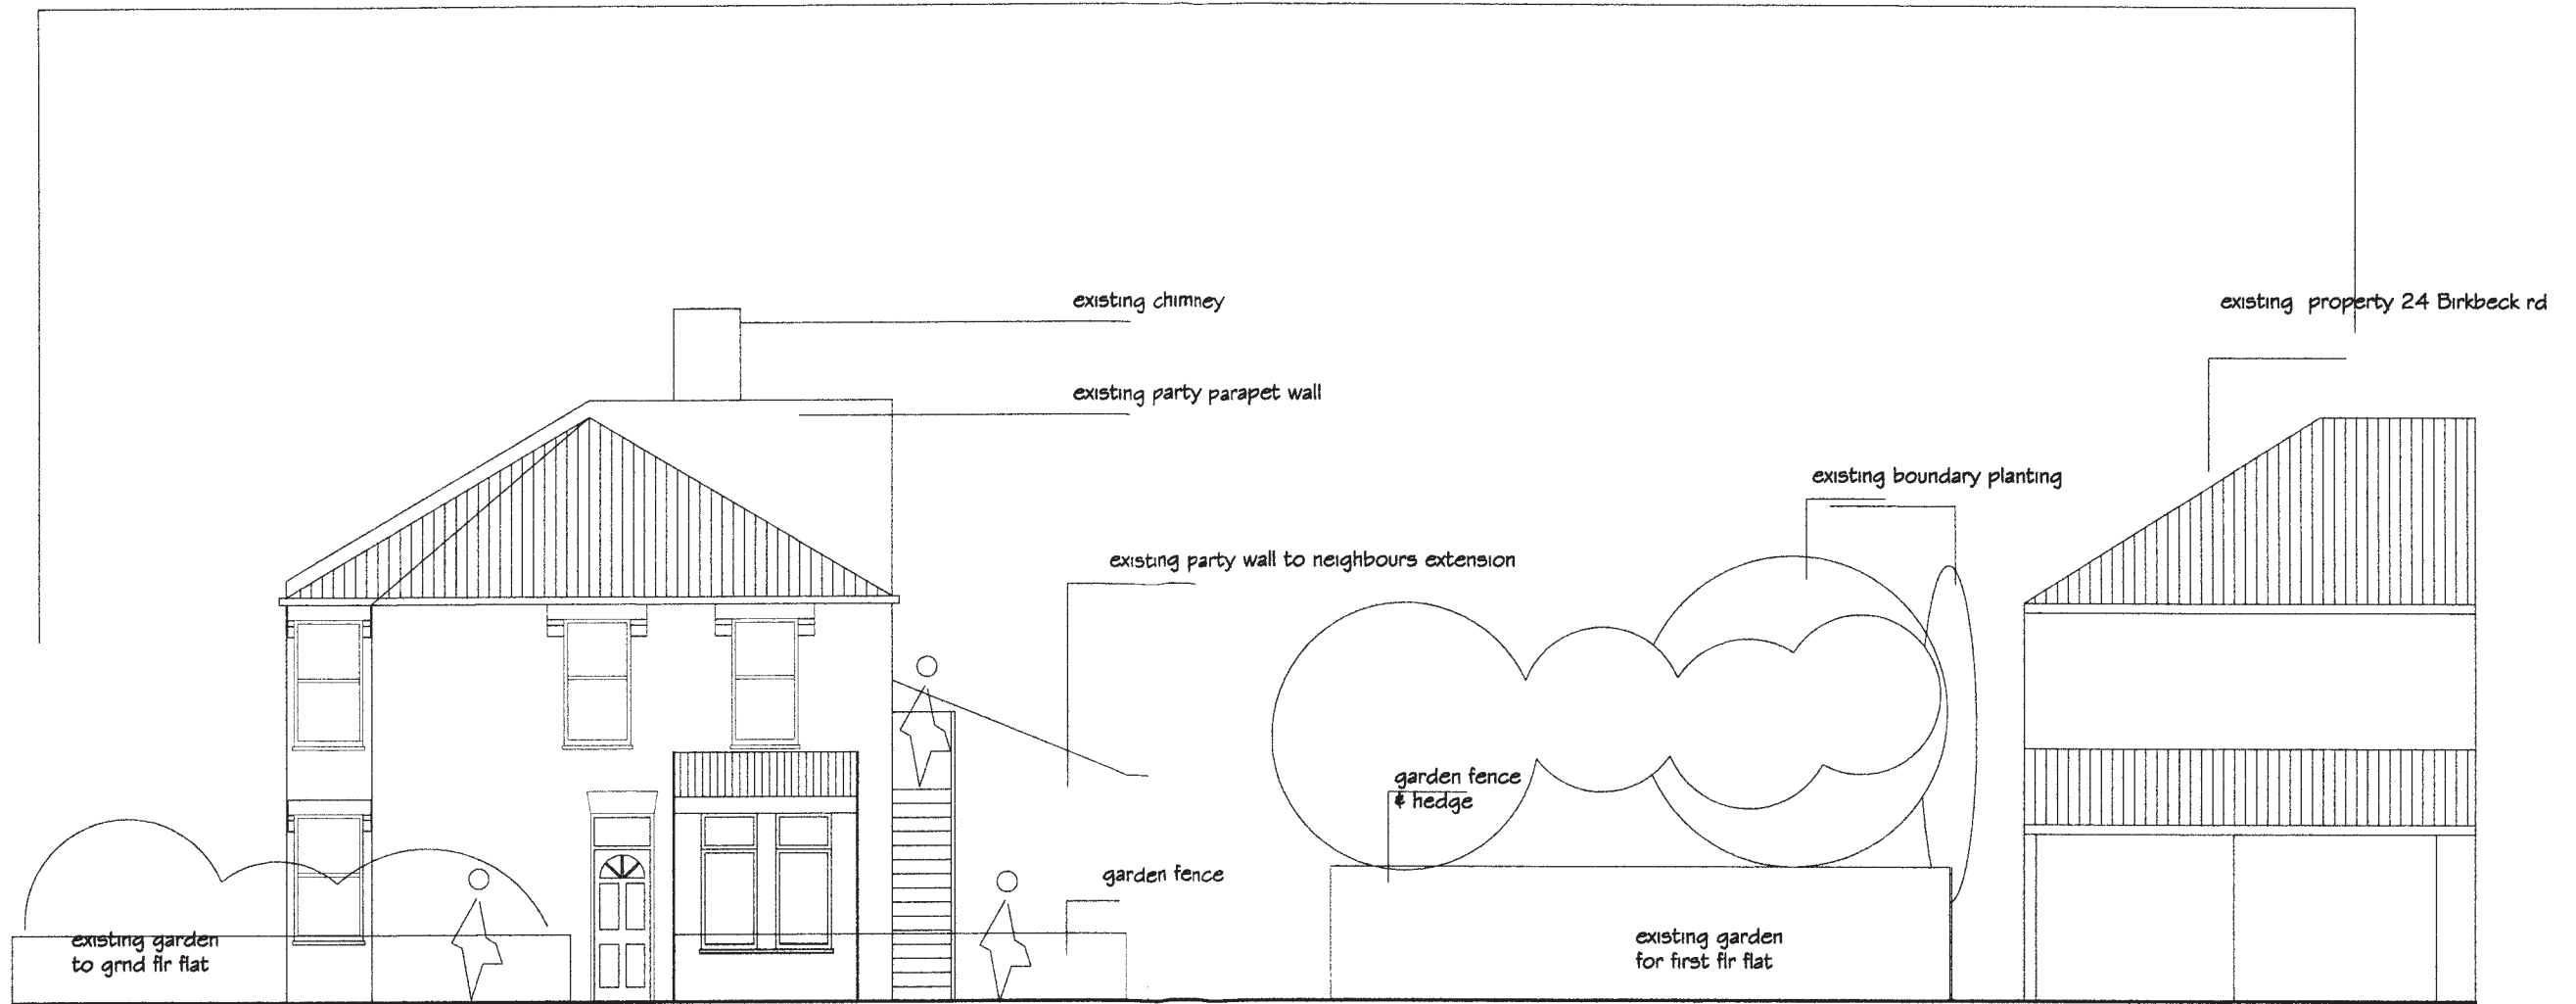 existing chimney
existing property 24 Birkbeck rd
existing party parapet wall
existing boundary planting
existing party wall to neighbours extension
garden fence
& hedge
garden fence
existing garden
to grnd flr flat
existing garden
for first flr flat